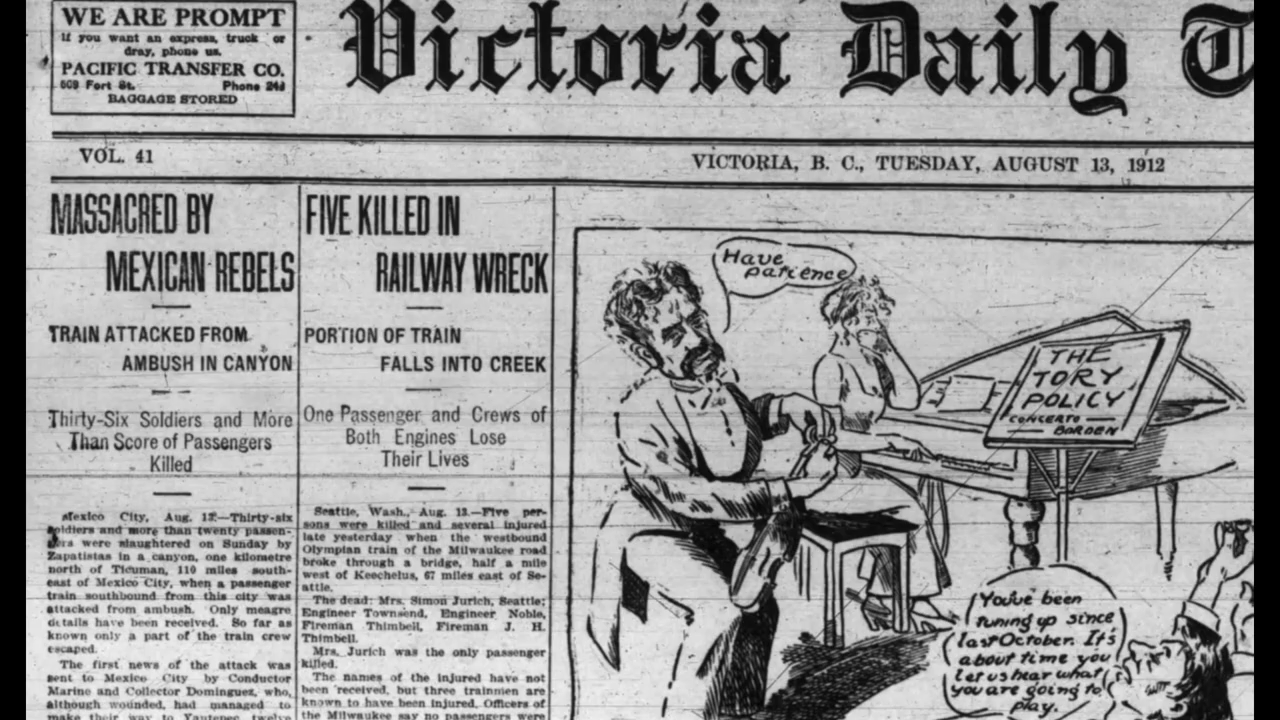 WE ARE PROMPT
If you want an express, truck or
dray, phone us.
PACIFIC TRANSFER CO.
Fort St. Phone
BAGGAGE STORED
Victoria Daily T
VOL. 41
VICTORIA, B. C., TUESDAY, AUGUST 13, 1912
MASSACRED BY
MEXICAN REBELS
TRAIN ATTACKED FROM
AMBUSH IN CANYON
Thirty-Six Soldiers and More
Than Score of Passengers
Killed
Mexico City, Aug. 13.—Thirty-six
soldiers and more than twenty passen-
gers were slaughtered on Sunday by
Zapatistas in a canyon, one kilometre
north of Ticuman, 110 miles south-
east of Mexico City, when a passenger
train southbound from this city was
attacked from ambush. Only meagre
details have been received. So far as
known only a part of the train crew
escaped.
The first news of the attack was
sent to Mexico City by Conductor
Marine and Collector Dominguez, who,
although wounded, had managed to
make their way to Yautepec, twelve
FIVE KILLED IN
RAILWAY WRECK
PORTION OF TRAIN
FALLS INTO CREEK
One Passenger and Crews of
Both Engines Lose
Their Lives
Seattle, Wash., Aug. 13.—Five per-
sons were killed and several injured
late yesterday when the westbound
Olympian train of the Milwaukee road
broke through a bridge, half a mile
west of Keechelus, 67 miles east of Se-
attle.
The dead: Mrs. Simon Jurich, Seattle;
Engineer Townsend, Engineer Noble,
Fireman Thimbell, Fireman J. H.
Thimbell.
Mrs. Jurich was the only passenger
killed.
The names of the injured have not
been received, but three trainmen are
known to have been injured. Officers of
the Milwaukee say no passengers were
Have
patience
THE
TORY
POLICY
CONCERTO
BORDEN
You've been
tuning up since
last October. It's
about time you
let us hear what
you are going to
play.